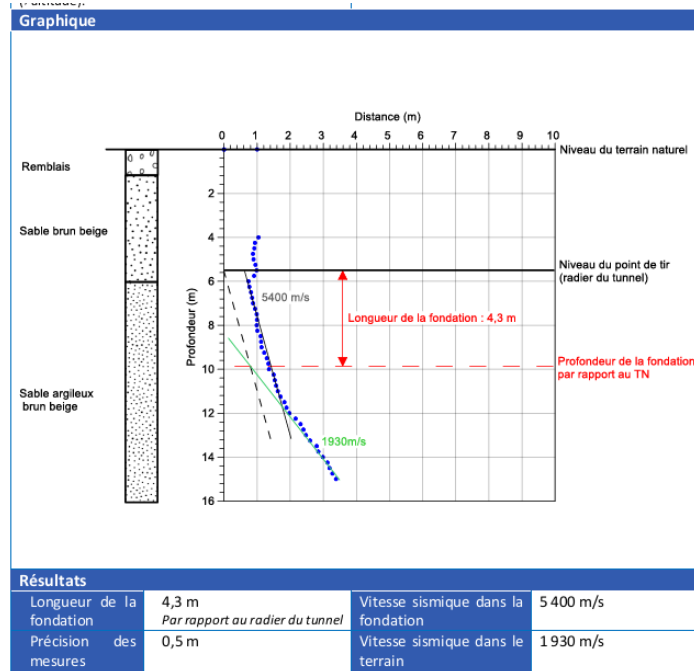 Graphique
Distance (m)
0 1 2 3 4 5 6 7 8 9 10
Niveau du terrain naturel
Remblais
2
Sable brun beige
4
Niveau du point de tir
(radier du tunnel)
6
5400 m/s
Longueur de la fondation : 4,3 m
Profondeur (m)
8
Profondeur de la fondation
par rapport au TN
10
Sable argileux
brun beige
12
1930m/s
14
16
Résultats
Longueur de la fondation
4,3 m
Par rapport au radier du tunnel
Vitesse sismique dans la fondation
5 400 m/s
Précision des mesures
0,5 m
Vitesse sismique dans le terrain
1 930 m/s